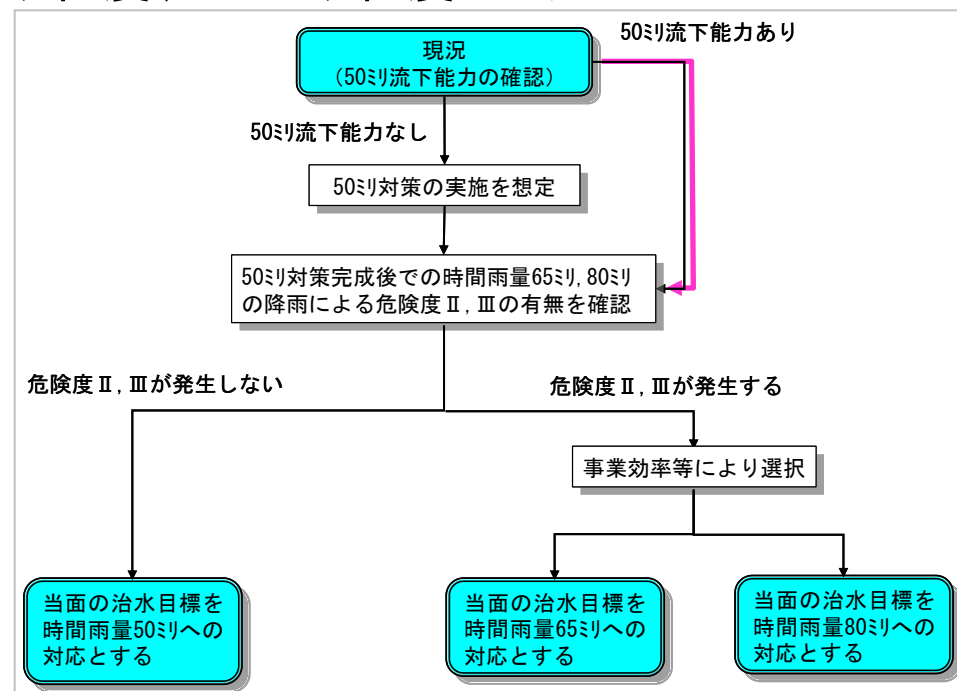 50ﾐﾘ流下能力あり
現況
（50ﾐﾘ流下能力の確認）
50ﾐﾘ流下能力なし
50ﾐﾘ対策の実施を想定
50ﾐﾘ対策完成後での時間雨量65ﾐﾘ,80ﾐﾘ
の降雨による危険度Ⅱ,Ⅲの有無を確認
危険度Ⅱ,Ⅲが発生しない
危険度Ⅱ,Ⅲが発生する
事業効率等により選択
当面の治水目標を
時間雨量50ﾐﾘへの
対応とする
当面の治水目標を
時間雨量65ﾐﾘへの
対応とする
当面の治水目標を
時間雨量80ﾐﾘへの
対応とする